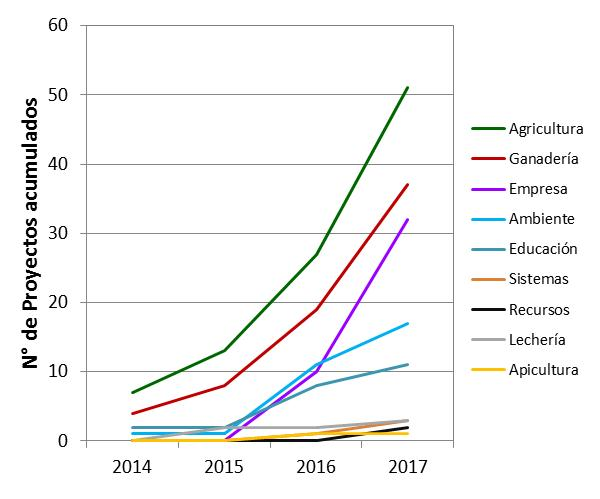 60
50
40
30
20
10
0
N° de Proyectos acumulados
2014 2015 2016 2017
Agricultura
Ganadería
Empresa
Ambiente
Educación
Sistemas
Recursos
Lechería
Apicultura